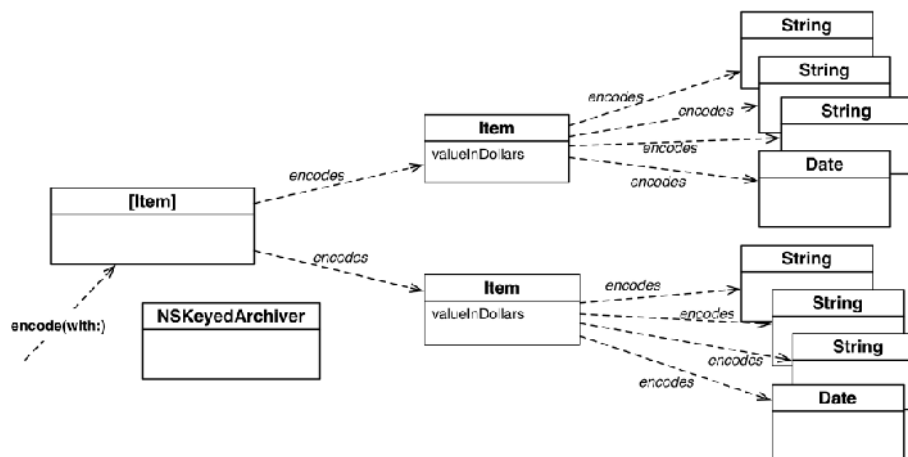 String
String
encodes
encodes
String
Item
encodes
valueInDollars
Date
encodes
encodes
[Item]
encodes
String
Item
encodes
String
encode(with:)
NSKeyedArchiver
valueInDollars
encodes
String
encodes
encodes
Date